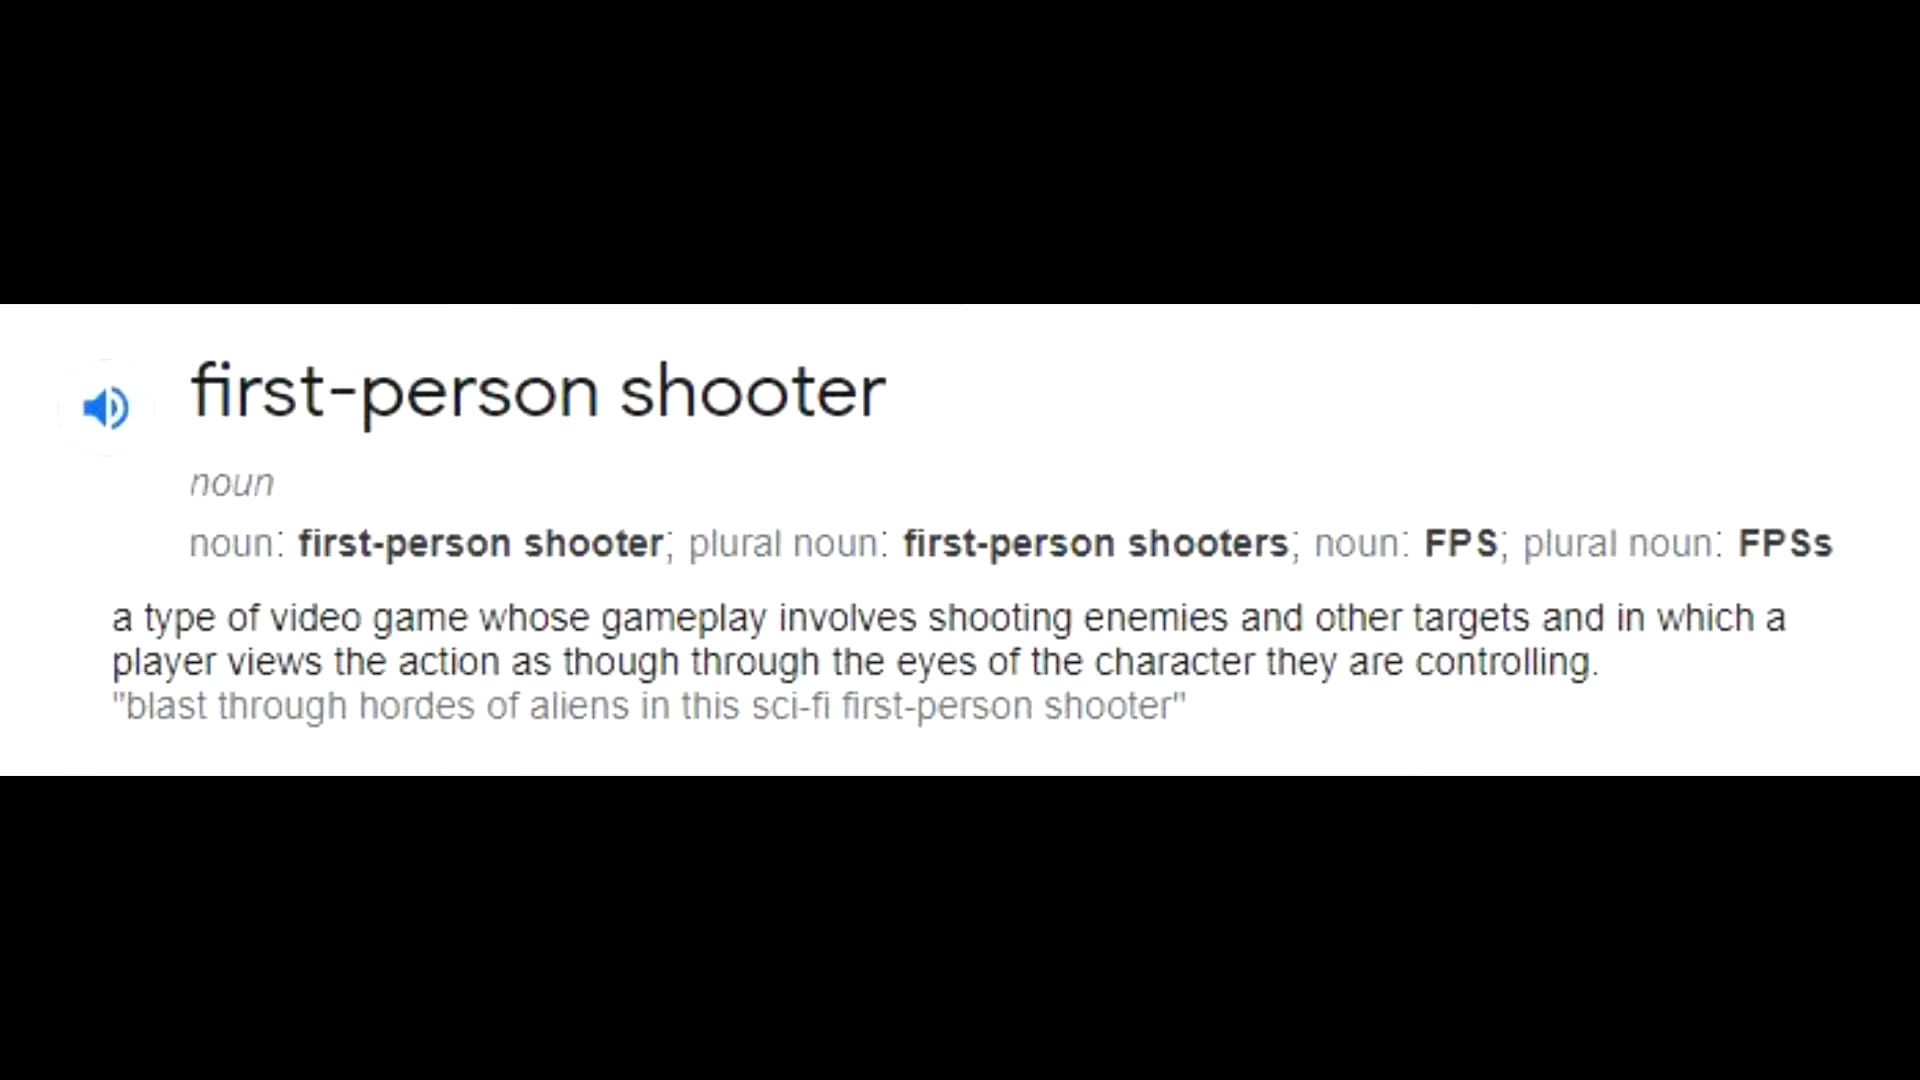 first-person shooter
noun
noun: first-person shooter; plural noun: first-person shooters; noun: FPS; plural noun: FPSs
a type of video game whose gameplay involves shooting enemies and other targets and in which a
player views the action as though through the eyes of the character they are controlling.
"blast through hordes of aliens in this sci-fi first-person shooter"